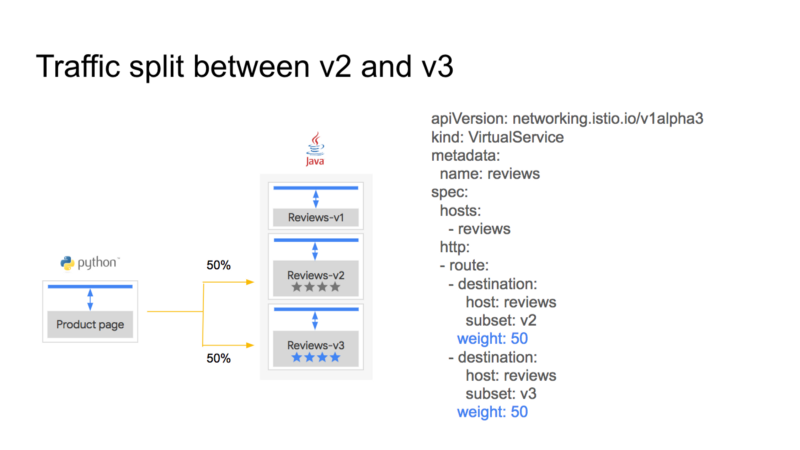 Traffic split between v2 and v3
Java
Reviews-v1
Reviews-v2
Reviews-v3
python
Product page
50%
50%
apiVersion: networking.istio.io/v1alpha3
kind: VirtualService
metadata:
name: reviews
spec:
hosts:
- reviews
http:
- route:
- destination:
host: reviews
subset: v2
weight: 50
- destination:
host: reviews
subset: v3
weight: 50